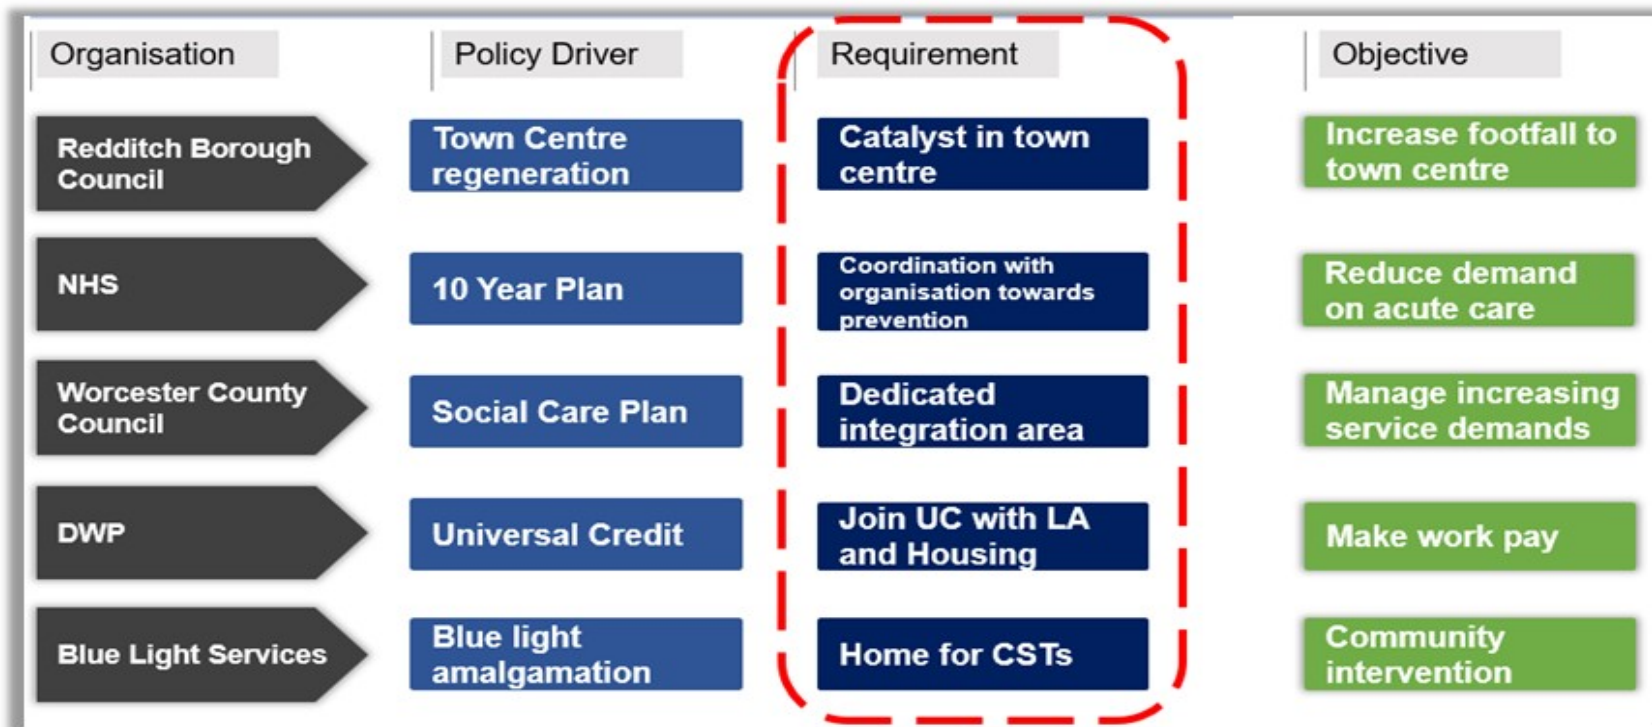 Organisation
Policy Driver
Requirement
Objective
Redditch Borough
Council
Town Centre
regeneration
Catalyst in town
centre
Increase footfall to
town centre
NHS
10 Year Plan
Coordination with
organisation towards
prevention
Reduce demand
on acute care
Worcester County
Council
Social Care Plan
Dedicated
integration area
Manage increasing
service demands
DWP
Universal Credit
Join UC with LA
and Housing
Make work pay
Blue Light Services
Blue light
amalgamation
Home for CSTs
Community
intervention